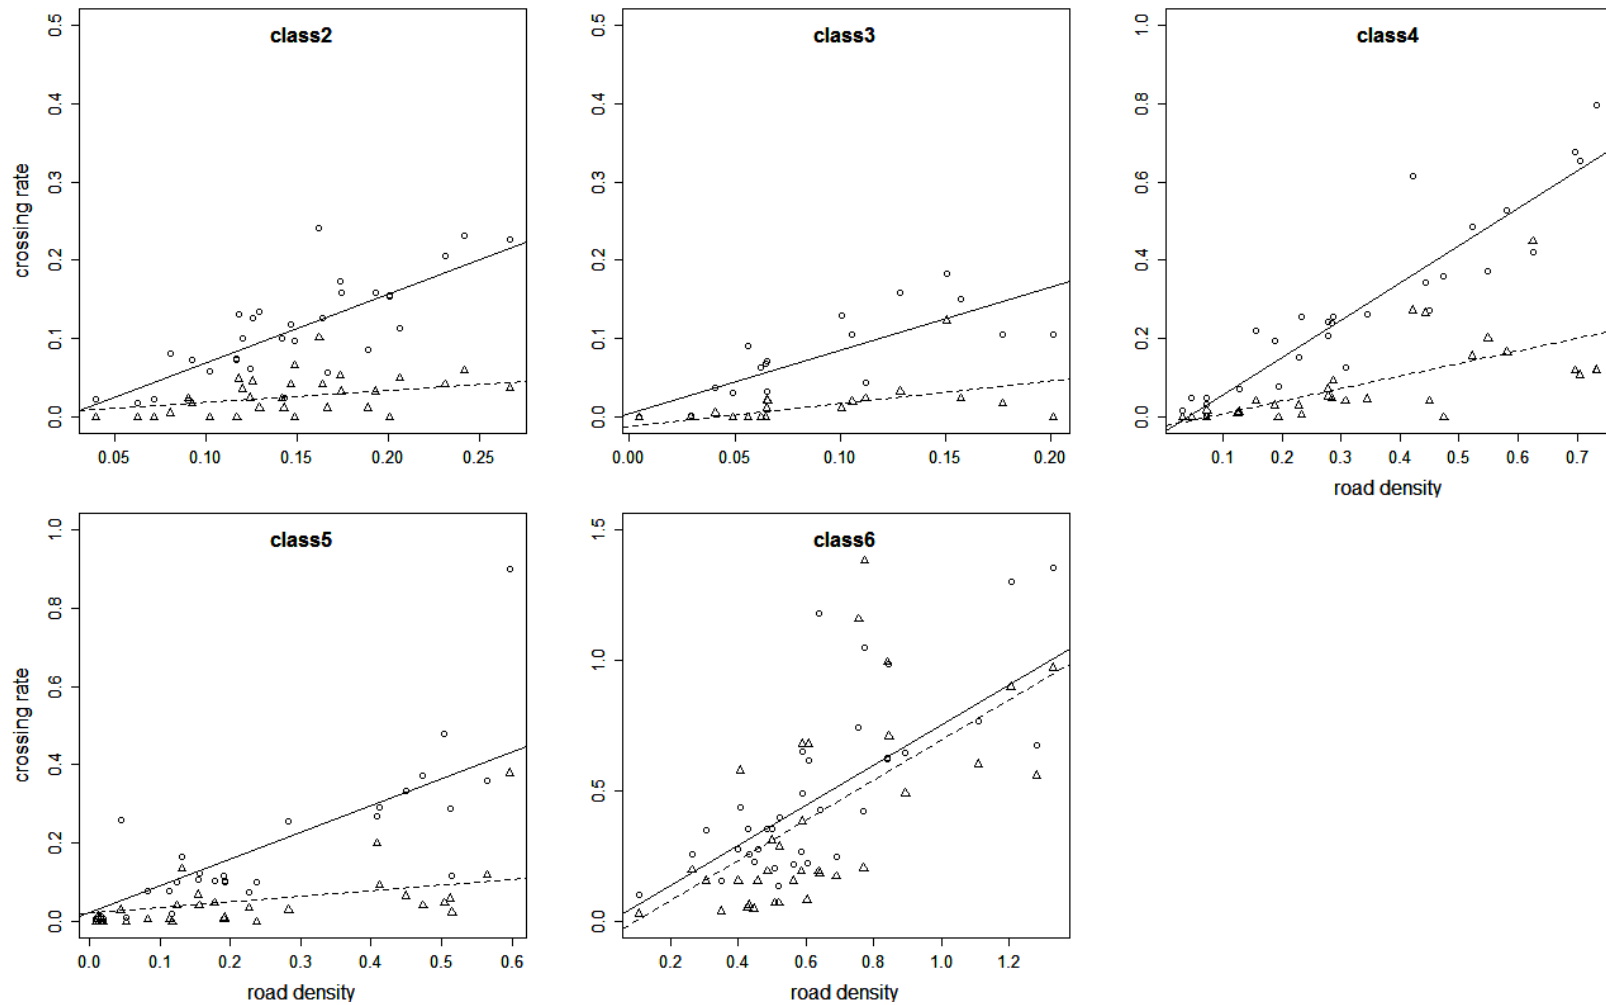 class2
crossing rate
0.0 0.1 0.2 0.3 0.4 0.5
0.05 0.10 0.15 0.20 0.25
class3
0.0 0.1 0.2 0.3 0.4 0.5
0.00 0.05 0.10 0.15 0.20
class4
0.0 0.2 0.4 0.6 0.8 1.0
0.1 0.2 0.3 0.4 0.5 0.6 0.7
road density
class5
crossing rate
0.0 0.2 0.4 0.6 0.8 1.0
0.0 0.1 0.2 0.3 0.4 0.5 0.6
road density
class6
0.0 0.5 1.0 1.5
0.2 0.4 0.6 0.8 1.0 1.2
road density